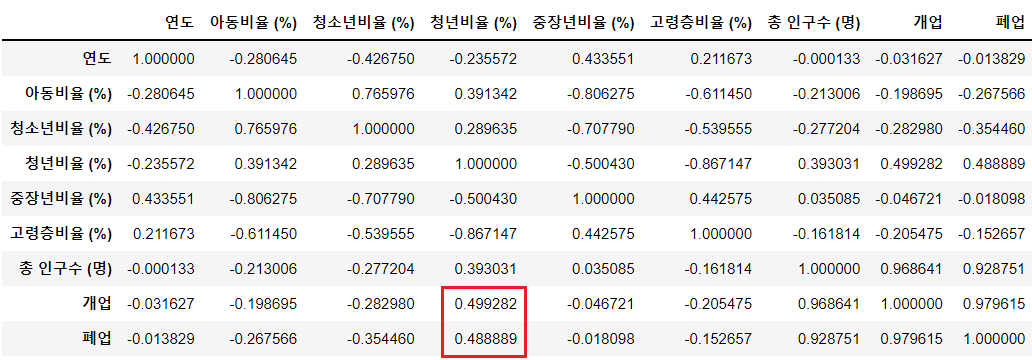 연도 아동비율 (%) 청소년비율 (%) 청년비율 (%) 중장년비율 (%) 고령층비율 (%) 총 인구수 (명) 개업 폐업
연도 1.000000 -0.280645 -0.426750 -0.235572 0.433551 0.211673 -0.000133 -0.031627 -0.013829
아동비율 (%) -0.280645 1.000000 0.765976 0.391342 -0.806275 -0.611450 -0.213006 -0.198695 -0.267566
청소년비율 (%) -0.426750 0.765976 1.000000 0.289635 -0.707790 -0.539555 -0.277204 -0.282980 -0.354460
청년비율 (%) -0.235572 0.391342 0.289635 1.000000 -0.500430 -0.867147 0.393031 0.499282 0.488889
중장년비율 (%) 0.433551 -0.806275 -0.707790 -0.500430 1.000000 0.442575 0.035085 -0.046721 -0.018098
고령층비율 (%) 0.211673 -0.611450 -0.539555 -0.867147 0.442575 1.000000 -0.161814 -0.205475 -0.152657
총 인구수 (명) -0.000133 -0.213006 -0.277204 0.393031 0.035085 -0.161814 1.000000 0.968641 0.928751
개업 -0.031627 -0.198695 -0.282980 0.499282 -0.046721 -0.205475 0.968641 1.000000 0.979615
폐업 -0.013829 -0.267566 -0.354460 0.488889 -0.018098 -0.152657 0.928751 0.979615 1.000000